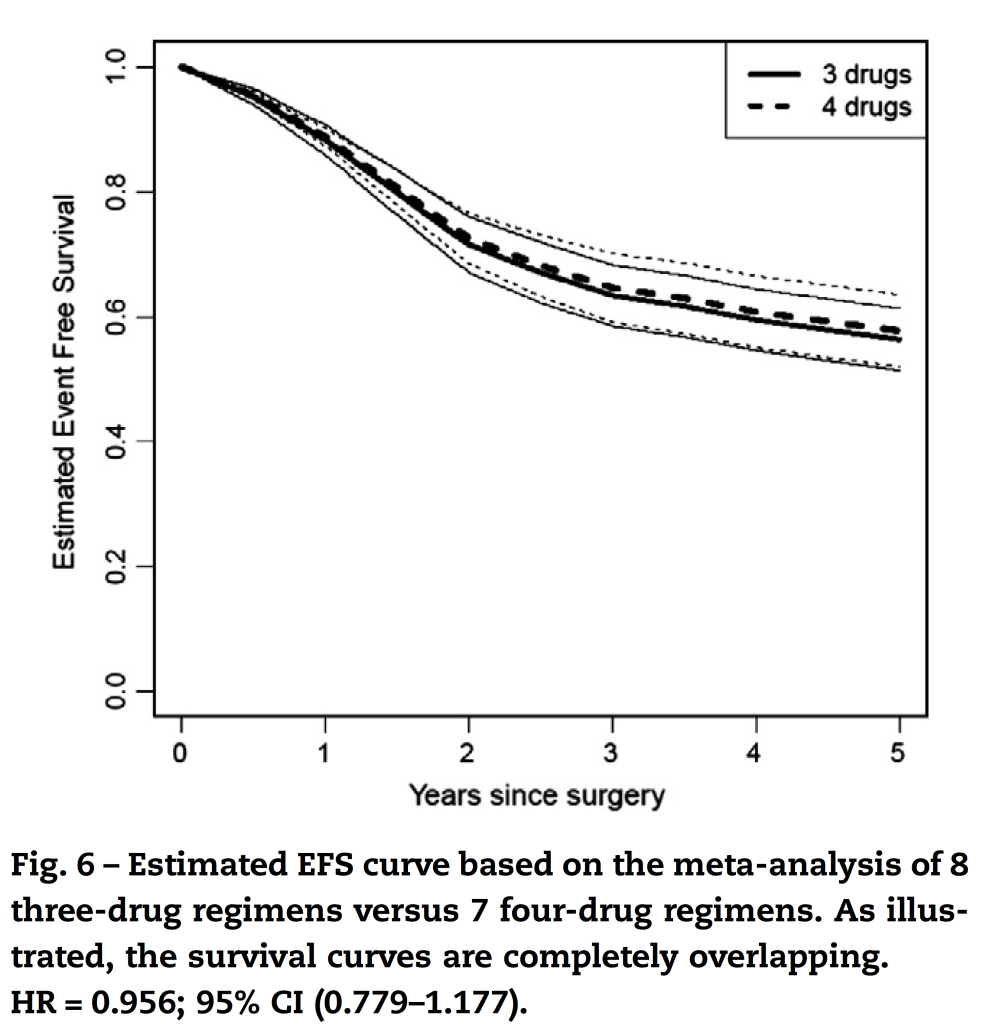 3 drugs
4 drugs
Estimated Event Free Survival
1.0
0.8
0.6
0.4
0.2
0.0
0 1 2 3 4 5
Years since surgery
Fig. 6 – Estimated EFS curve based on the meta-analysis of 8
three-drug regimens versus 7 four-drug regimens. As illus-
trated, the survival curves are completely overlapping.
HR = 0.956; 95% CI (0.779–1.177).